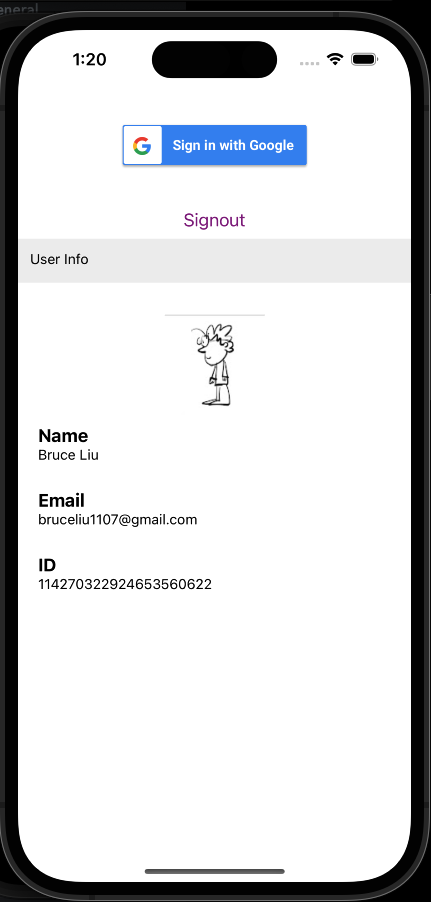 eneral
1:20
Sign in with Google
Signout
User Info
Name
Bruce Liu
Email
bruceliu1107@gmail.com
ID
114270322924653560622